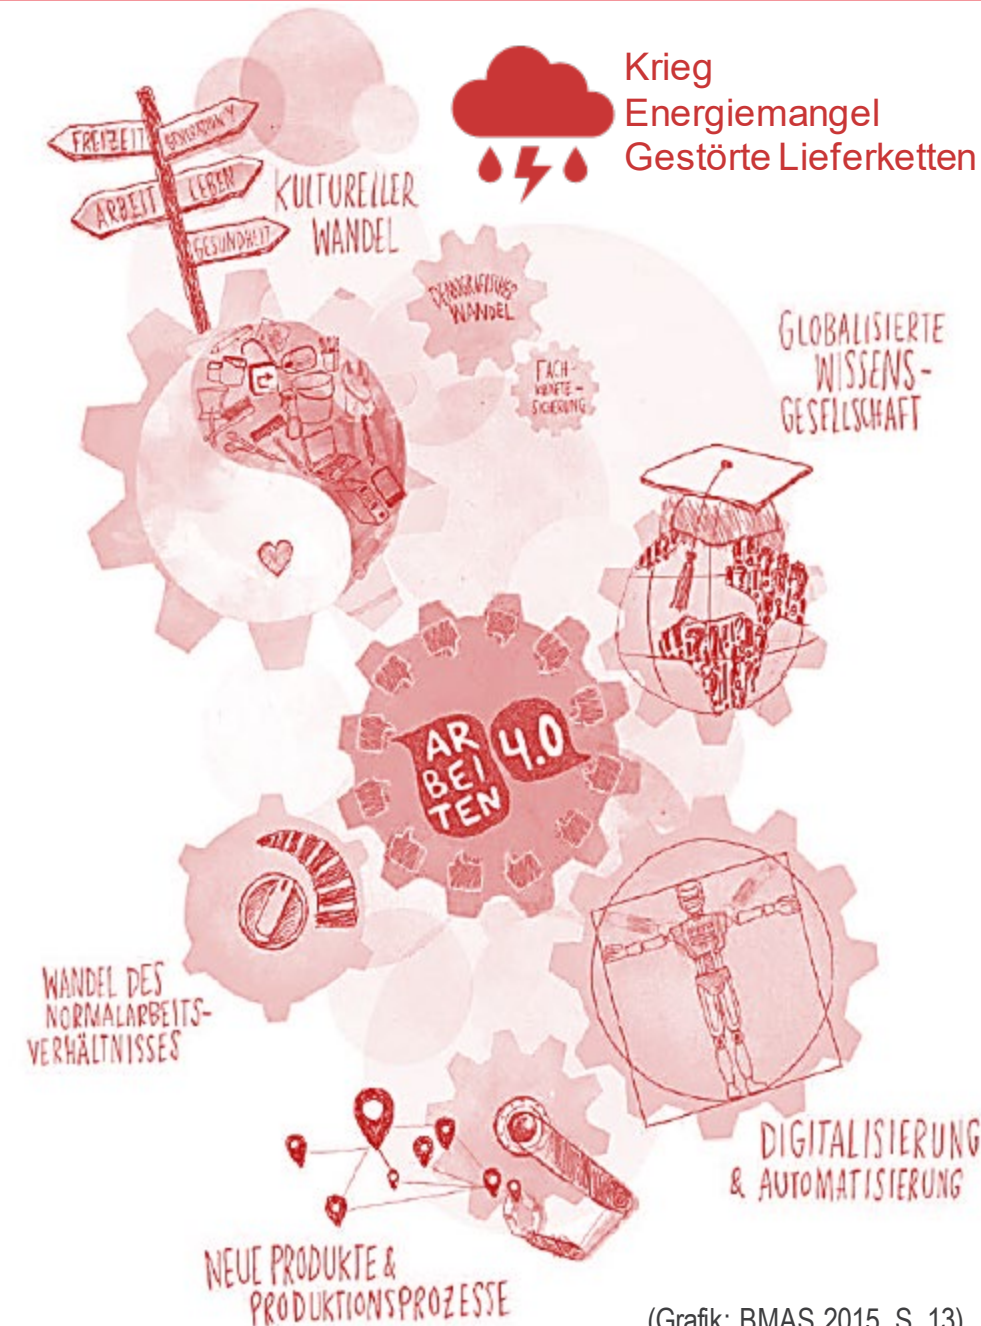 Krieg
Energiemangel
Gestörte Lieferketten
FREIZEIT
GENERATION Y
ARBEIT
LEBEN
GESUNDHEIT
KULTURELLER
WANDEL
DEMOGRAFISCHER
WANDEL
FACH-
KRÄFTE-
SICHERUNG
GLOBALISIERTE
WISSENS-
GESELLSCHAFT
AR
BEI
TEN
4.0
WANDEL DES
NORMALARBEITS-
VERHÄLTNISSES
DIGITALISIERUNG
& AUTOMATISIERUNG
NEUE PRODUKTE &
PRODUKTIONSPROZESSE
(Grafik: BMAS 2015, S. 13)